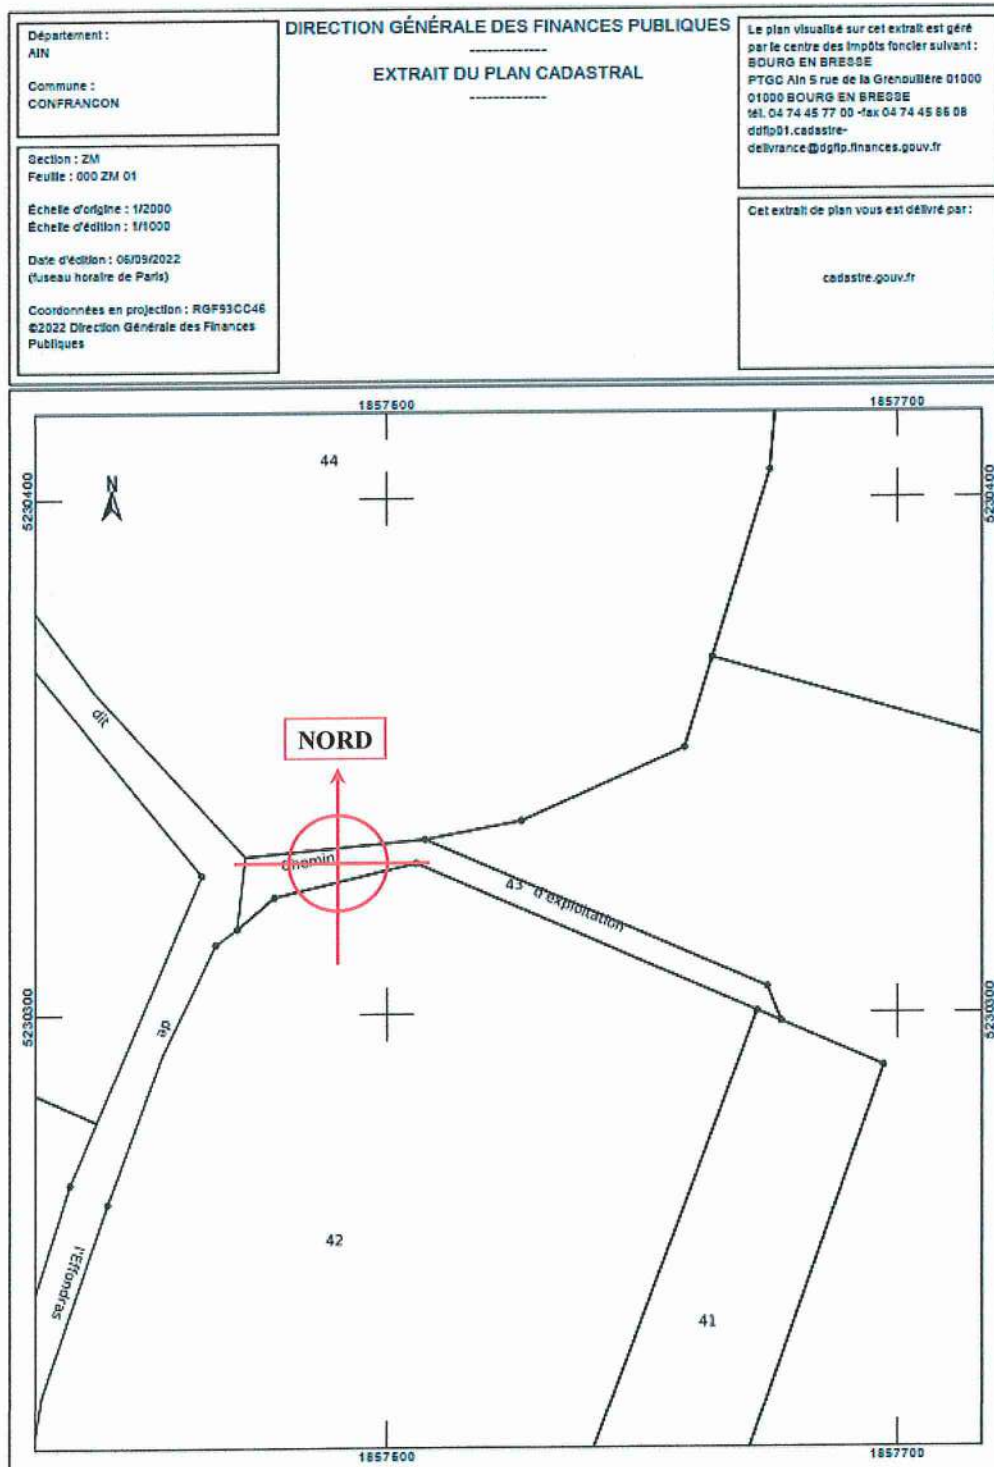 Département :
AIN
Commune :
CONFRANCON
Section : ZM
Feuille : 000 ZM 01
Échelle d'origine : 1/2000
Échelle d'édition : 1/1000
Date d'édition : 06/09/2022
(fuseau horaire de Paris)
Coordonnées en projection : RGF93CC46
©2022 Direction Générale des Finances
Publiques
DIRECTION GÉNÉRALE DES FINANCES PUBLIQUES
-------------
EXTRAIT DU PLAN CADASTRAL
-------------
Le plan visualisé sur cet extrait est géré
par le centre des impôts foncier suivant :
BOURG EN BRESSE
PTGC Ain 5 rue de la Grenouillère 01000
01000 BOURG EN BRESSE
tél. 04 74 45 77 00 -fax 04 74 45 86 08
ddfip01.cadastre-
delivrance@dgfip.finances.gouv.fr
Cet extrait de plan vous est délivré par :
cadastre.gouv.fr
1857600
1857700
44
N
5230400
5230400
dit
NORD
Chemin
43 d'exploitation
5230300
5230300
de
42
l'Effondras
41
1857600
1857700